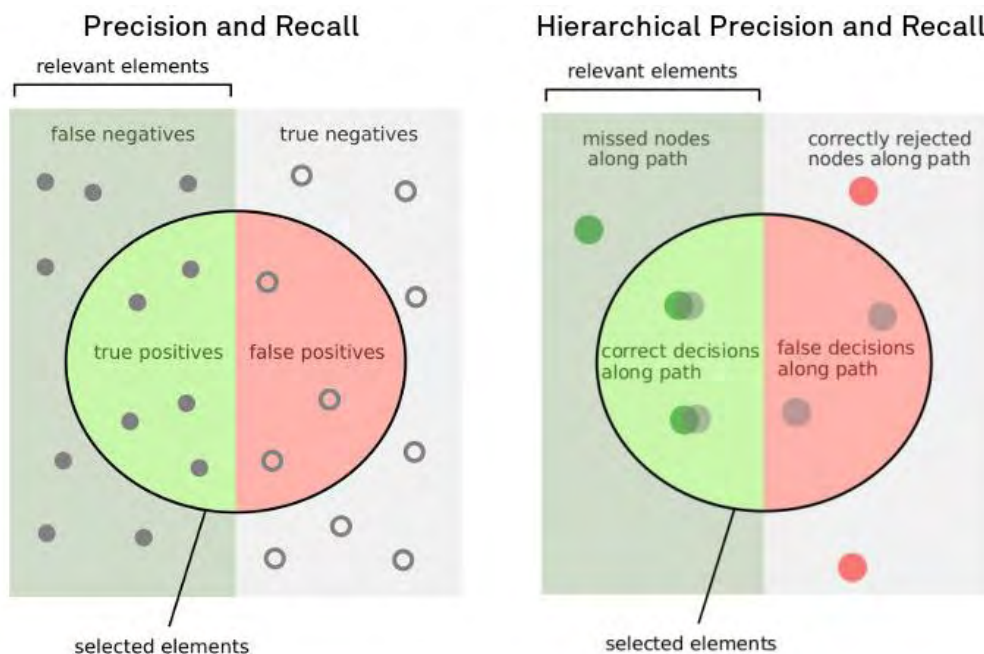 Precision and Recall
relevant elements
false negatives
true negatives
true positives
false positives
selected elements
Hierarchical Precision and Recall
relevant elements
missed nodes
along path
correctly rejected
nodes along path
correct decisions
along path
false decisions
along path
selected elements